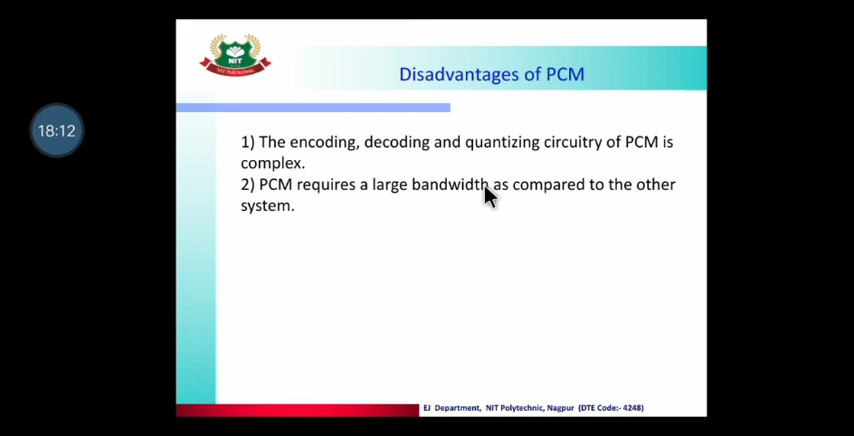 NIT
NIT Polytechnic
Disadvantages of PCM
18:12
1) The encoding, decoding and quantizing circuitry of PCM is
complex.
2) PCM requires a large bandwidth as compared to the other
system.
EJ Department, NIT Polytechnic, Nagpur (DTE Code:- 4248)